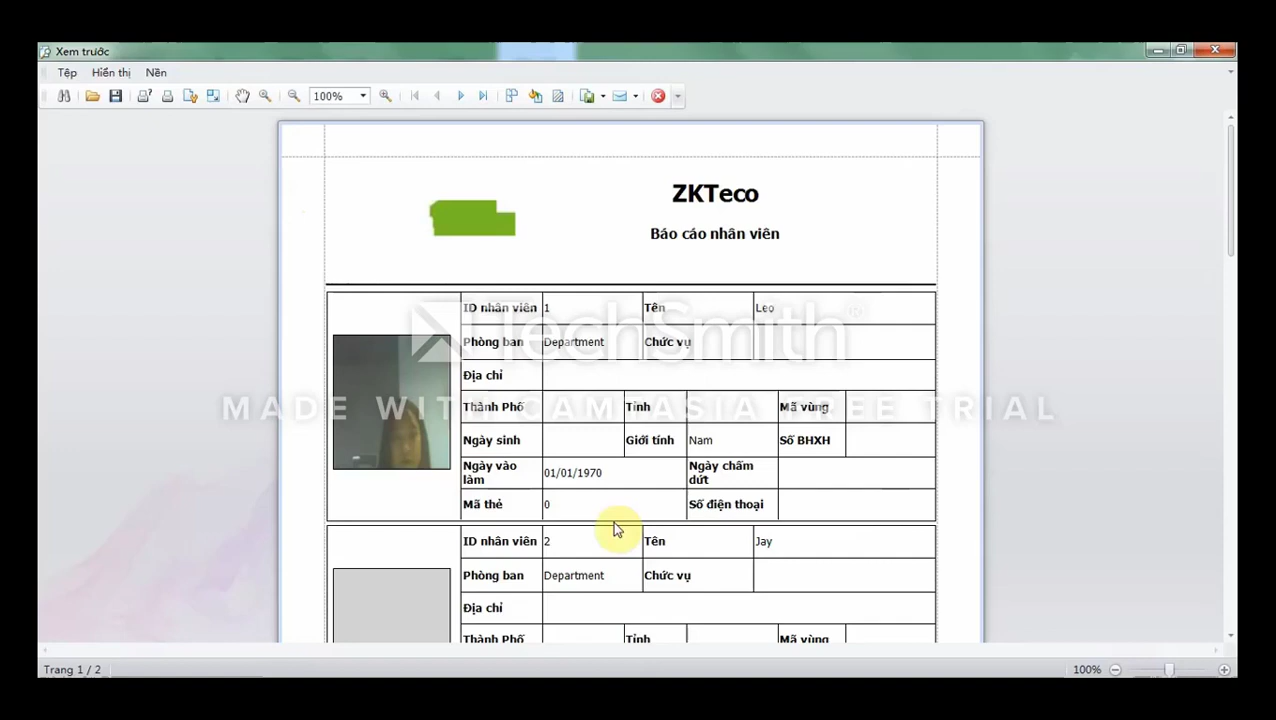 Xem trước
Tệp Hiển thị Nền
100%
ZKTeco
Báo cáo nhân viên
ID nhân viên 1 Tên Leo
Phòng ban Department Chức vụ
Địa chỉ
Thành Phố Tỉnh Mã vùng
Ngày sinh Giới tính Nam Số BHXH
Ngày vào làm 01/01/1970 Ngày chấm dứt
Mã thẻ 0 Số điện thoại
ID nhân viên 2 Tên Jay
Phòng ban Department Chức vụ
Địa chỉ
Thành Phố Tỉnh Mã vùng
TechSmith®
MADE WITH CAMTASIA FREE TRIAL
Trang 1 / 2 100%